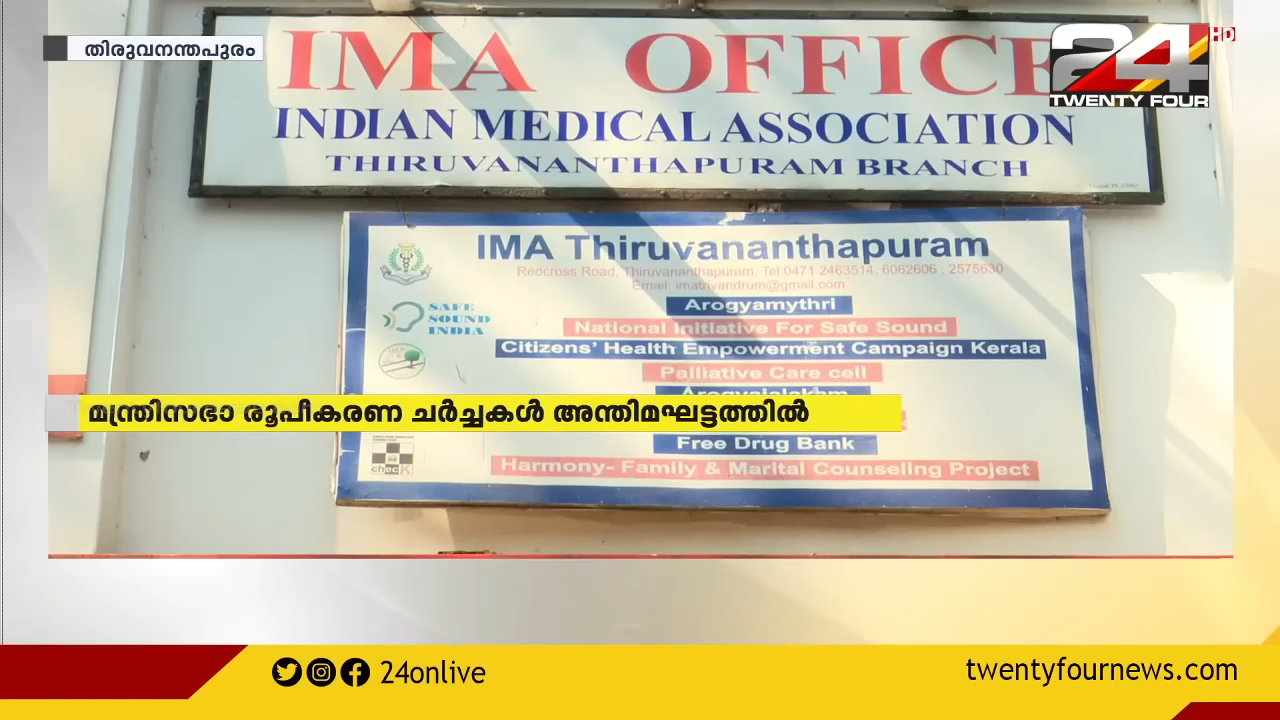 തിരുവനന്തപുരം
IMA OFFICE
24 HD
TWENTY FOUR
INDIAN MEDICAL ASSOCIATION
THIRUVANANTHAPURAM BRANCH
IMA Thiruvananthapuram
Redcross Road, Thiruvananthapuram, Tel 0471 2463514, 6062606 , 2575630
Email: imatrivandrum@gmail.com
Arogyamythri
SAFE
SOUND
INDIA
National Initiative For Safe Sound
Citizens' Health Empowerment Campaign Kerala
Palliative Care cell
മന്ത്രിസഭാ രൂപീകരണ ചർച്ചകൾ അന്തിമഘട്ടത്തിൽ
Free Drug Bank
check
Harmony- Family & Marital Counseling Project
24onlive
twentyfournews.com